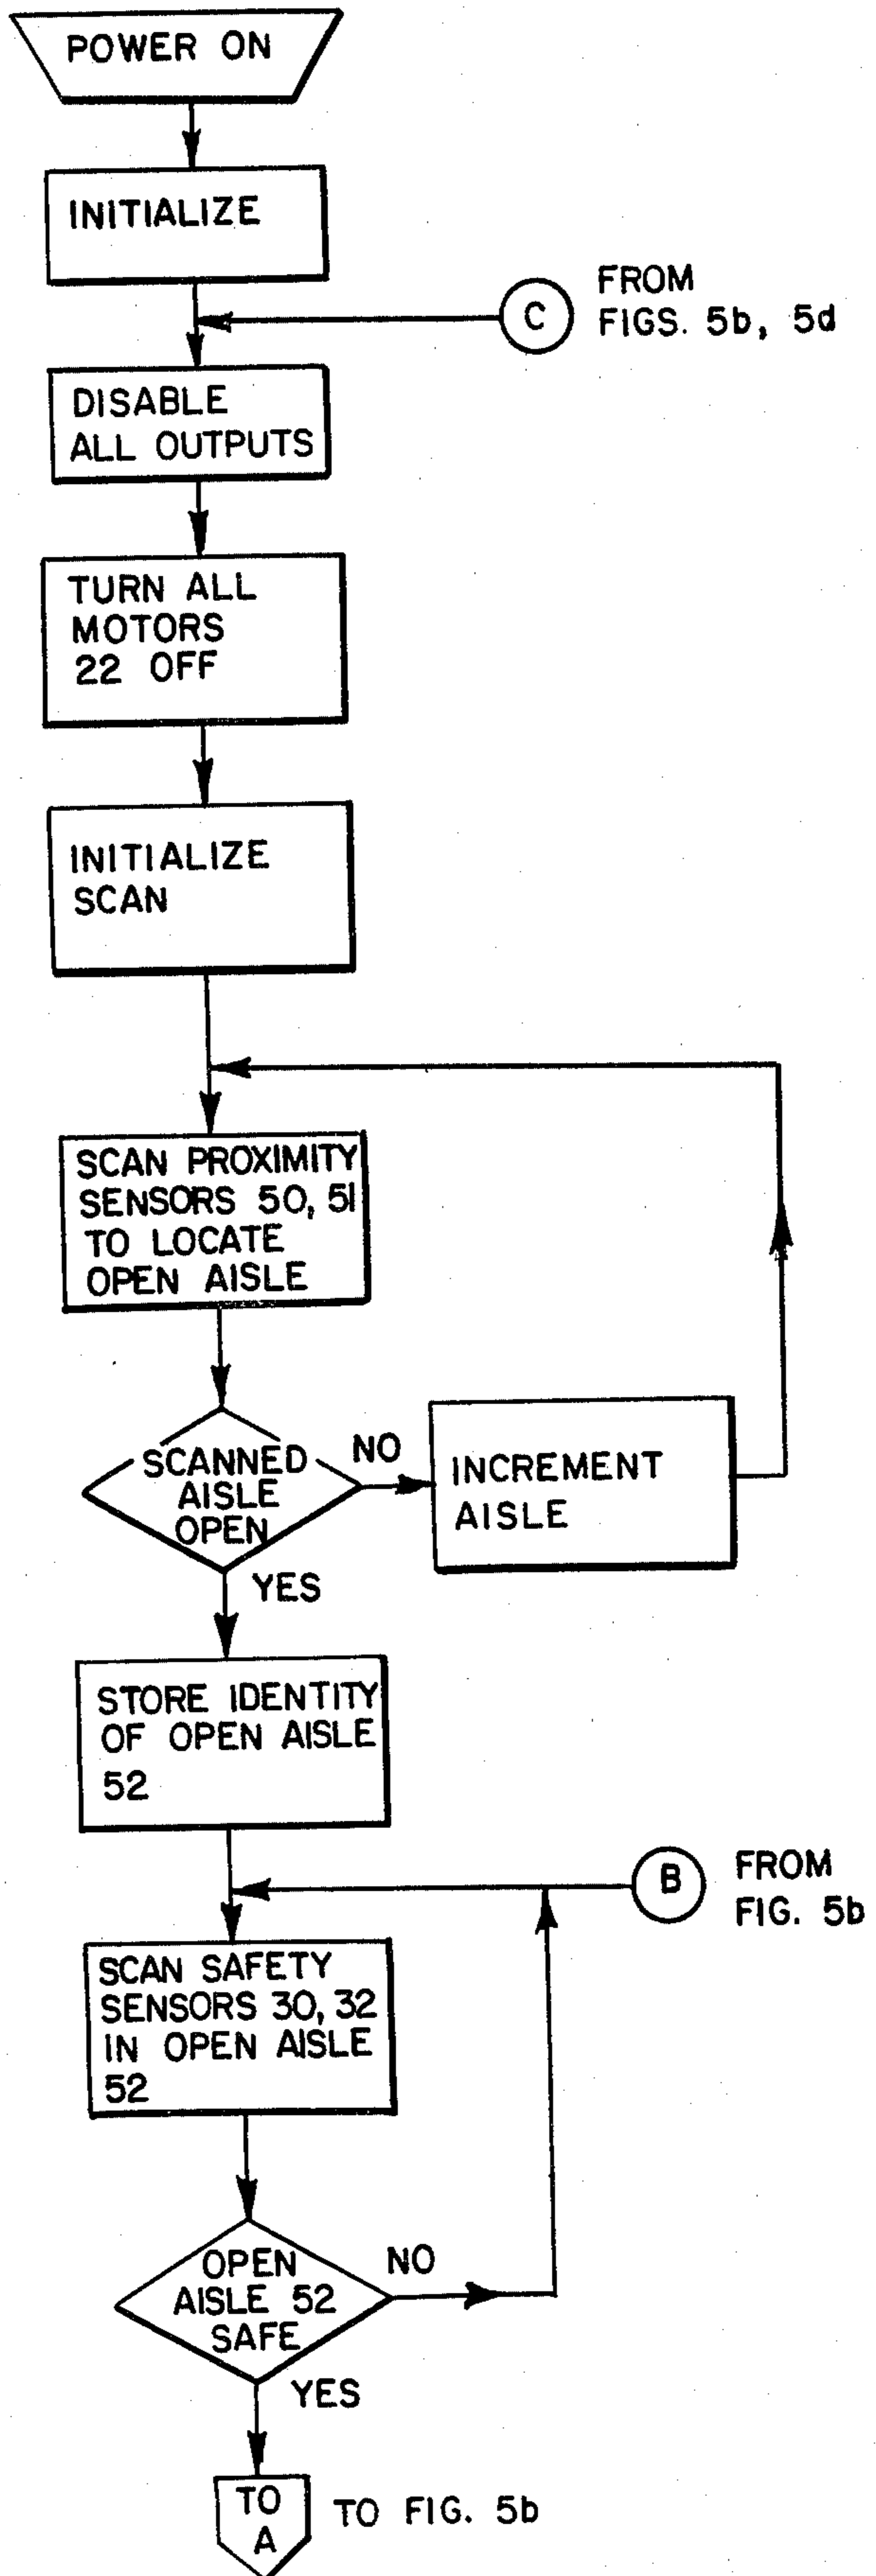 POWER ON
INITIALIZE
C
FROM
FIGS. 5b, 5d
DISABLE
ALL OUTPUTS
TURN ALL
MOTORS
22 OFF
INITIALIZE
SCAN
SCAN PROXIMITY
SENSORS 50, 51
TO LOCATE
OPEN AISLE
SCANNED
AISLE
OPEN
NO
INCREMENT
AISLE
YES
STORE IDENTITY
OF OPEN AISLE
52
B
FROM
FIG. 5b
SCAN SAFETY
SENSORS 30, 32
IN OPEN AISLE
52
OPEN
AISLE 52
SAFE
NO
YES
TO
A
TO FIG. 5b